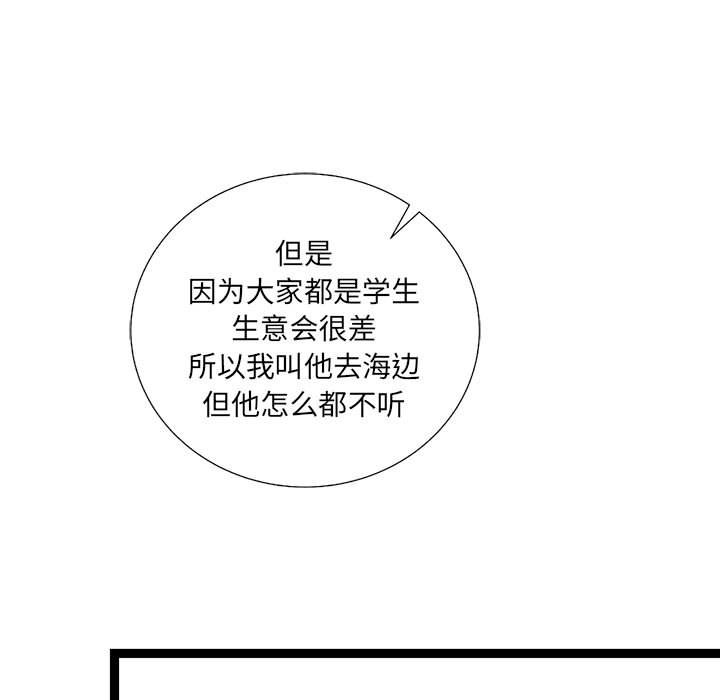 但是
因为大家都是学生
生意会很差
所以我叫他去海边
但他怎么都不听